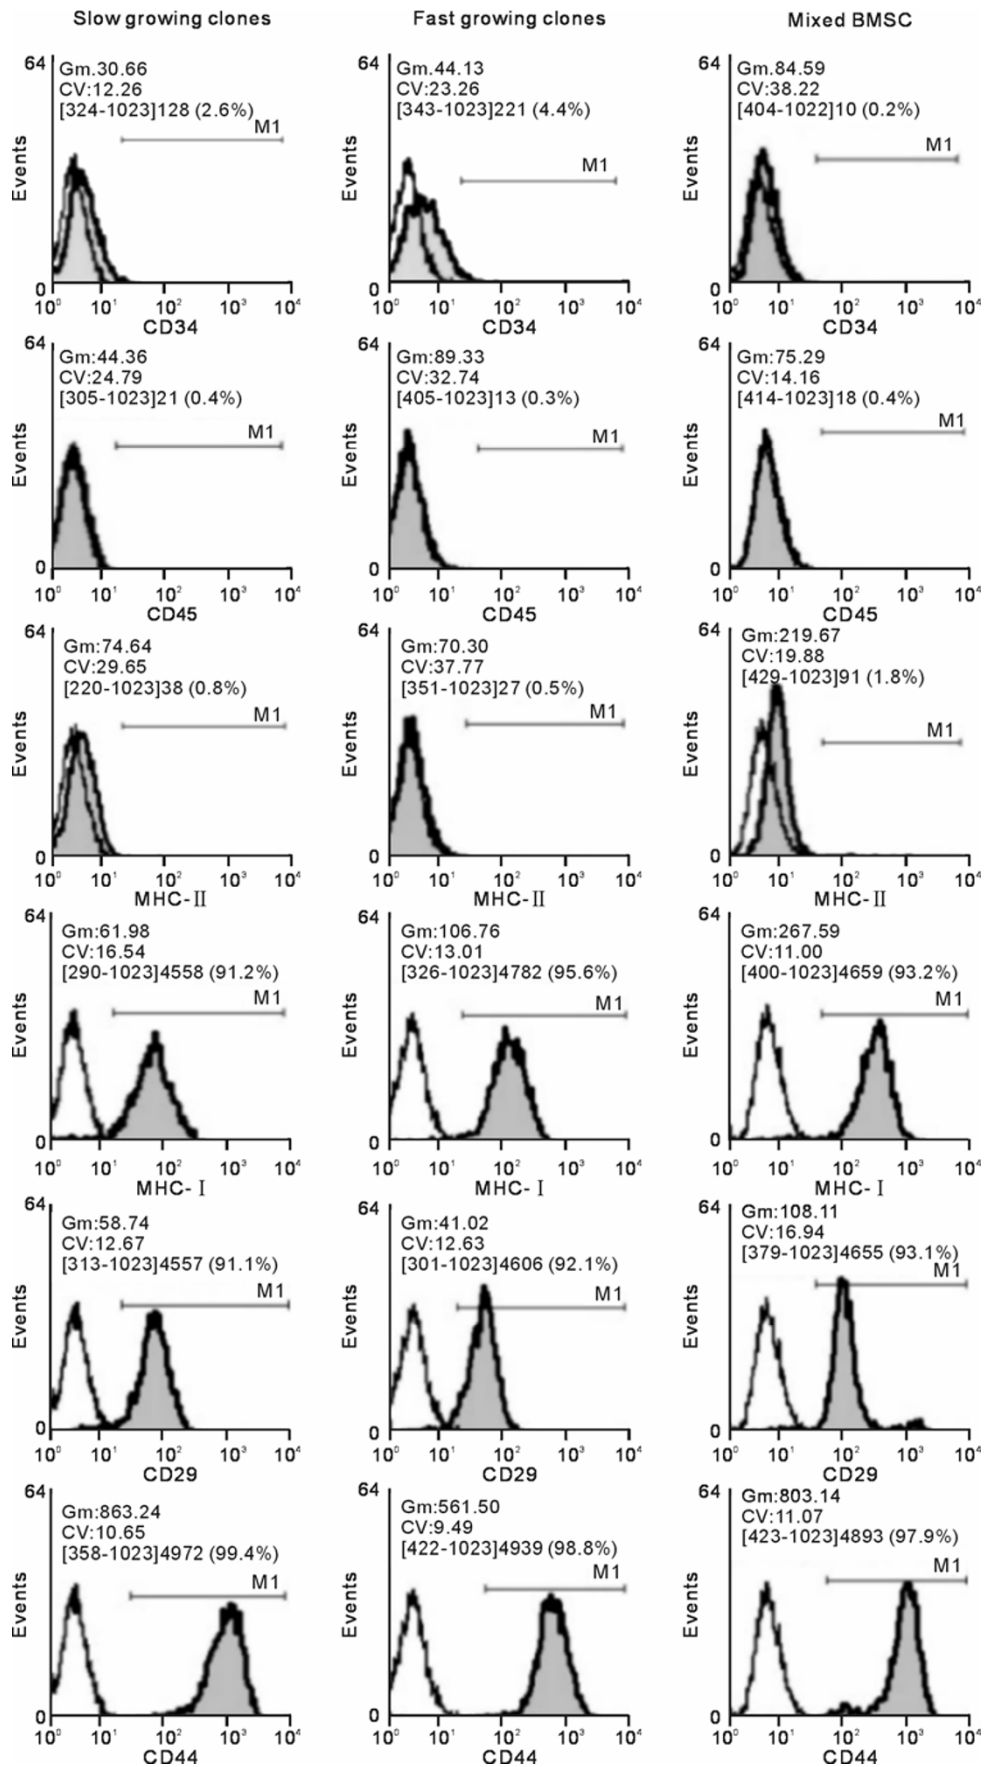 Slow growing clones Fast growing clones Mixed BMSC
64
Gm.30.66
CV:12.26
[324-1023]128 (2.6%)
M1
Events
0
10⁰ 10¹ 10² 10³ 10⁴
CD34
64
Gm.44.13
CV:23.26
[343-1023]221 (4.4%)
M1
Events
0
10⁰ 10¹ 10² 10³ 10⁴
CD34
64
Gm.84.59
CV:38.22
[404-1022]10 (0.2%)
M1
Events
0
10⁰ 10¹ 10² 10³ 10⁴
CD34
64
Gm:44.36
CV:24.79
[305-1023]21 (0.4%)
M1
Events
0
10⁰ 10¹ 10² 10³ 10⁴
CD45
64
Gm:89.33
CV:32.74
[405-1023]13 (0.3%)
M1
Events
0
10⁰ 10¹ 10² 10³ 10⁴
CD45
64
Gm:75.29
CV:14.16
[414-1023]18 (0.4%)
M1
Events
0
10⁰ 10¹ 10² 10³ 10⁴
CD45
64
Gm:74.64
CV:29.65
[220-1023]38 (0.8%)
M1
Events
0
10⁰ 10¹ 10² 10³ 10⁴
MHC-Ⅱ
64
Gm:70.30
CV:37.77
[351-1023]27 (0.5%)
M1
Events
0
10⁰ 10¹ 10² 10³ 10⁴
MHC-Ⅱ
64
Gm:219.67
CV:19.88
[429-1023]91 (1.8%)
M1
Events
0
10⁰ 10¹ 10² 10³ 10⁴
MHC-Ⅱ
64
Gm:61.98
CV:16.54
[290-1023]4558 (91.2%)
M1
Events
0
10⁰ 10¹ 10² 10³ 10⁴
MHC-Ⅰ
64
Gm:106.76
CV:13.01
[326-1023]4782 (95.6%)
M1
Events
0
10⁰ 10¹ 10² 10³ 10⁴
MHC-Ⅰ
64
Gm:267.59
CV:11.00
[400-1023]4659 (93.2%)
M1
Events
0
10⁰ 10¹ 10² 10³ 10⁴
MHC-Ⅰ
64
Gm:58.74
CV:12.67
[313-1023]4557 (91.1%)
M1
Events
0
10⁰ 10¹ 10² 10³ 10⁴
CD29
64
Gm:41.02
CV:12.63
[301-1023]4606 (92.1%)
M1
Events
0
10⁰ 10¹ 10² 10³ 10⁴
CD29
64
Gm:108.11
CV:16.94
[379-1023]4655 (93.1%)
M1
Events
0
10⁰ 10¹ 10² 10³ 10⁴
CD29
64
Gm:863.24
CV:10.65
[358-1023]4972 (99.4%)
M1
Events
0
10⁰ 10¹ 10² 10³ 10⁴
CD44
64
Gm:561.50
CV:9.49
[422-1023]4939 (98.8%)
M1
Events
0
10⁰ 10¹ 10² 10³ 10⁴
CD44
64
Gm:803.14
CV:11.07
[423-1023]4893 (97.9%)
M1
Events
0
10⁰ 10¹ 10² 10³ 10⁴
CD44